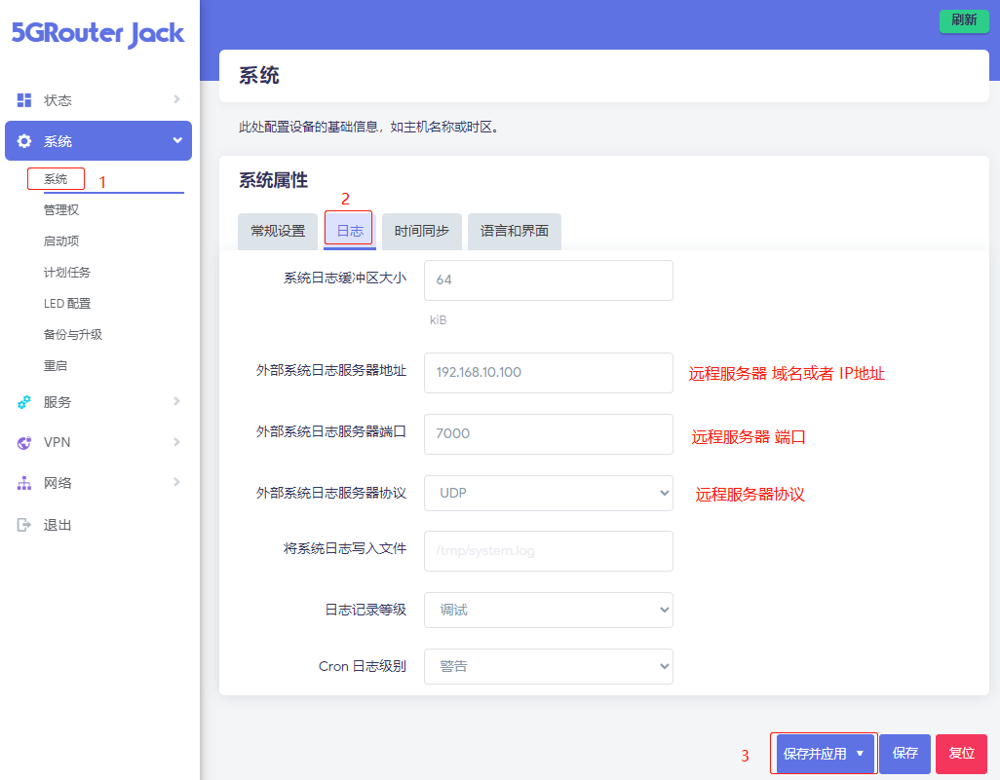 5GRouter Jack
刷新
状态
系统
系统 1
管理权
启动项
计划任务
LED 配置
备份与升级
重启
服务
VPN
网络
退出
系统
此处配置设备的基础信息，如主机名称或时区。
系统属性
2
常规设置 日志 时间同步 语言和界面
系统日志缓冲区大小 64
kiB
外部系统日志服务器地址 192.168.10.100 远程服务器 域名或者 IP地址
外部系统日志服务器端口 7000 远程服务器 端口
外部系统日志服务器协议 UDP 远程服务器协议
将系统日志写入文件 /tmp/system.log
日志记录等级 调试
Cron 日志级别 警告
3 保存并应用 保存 复位